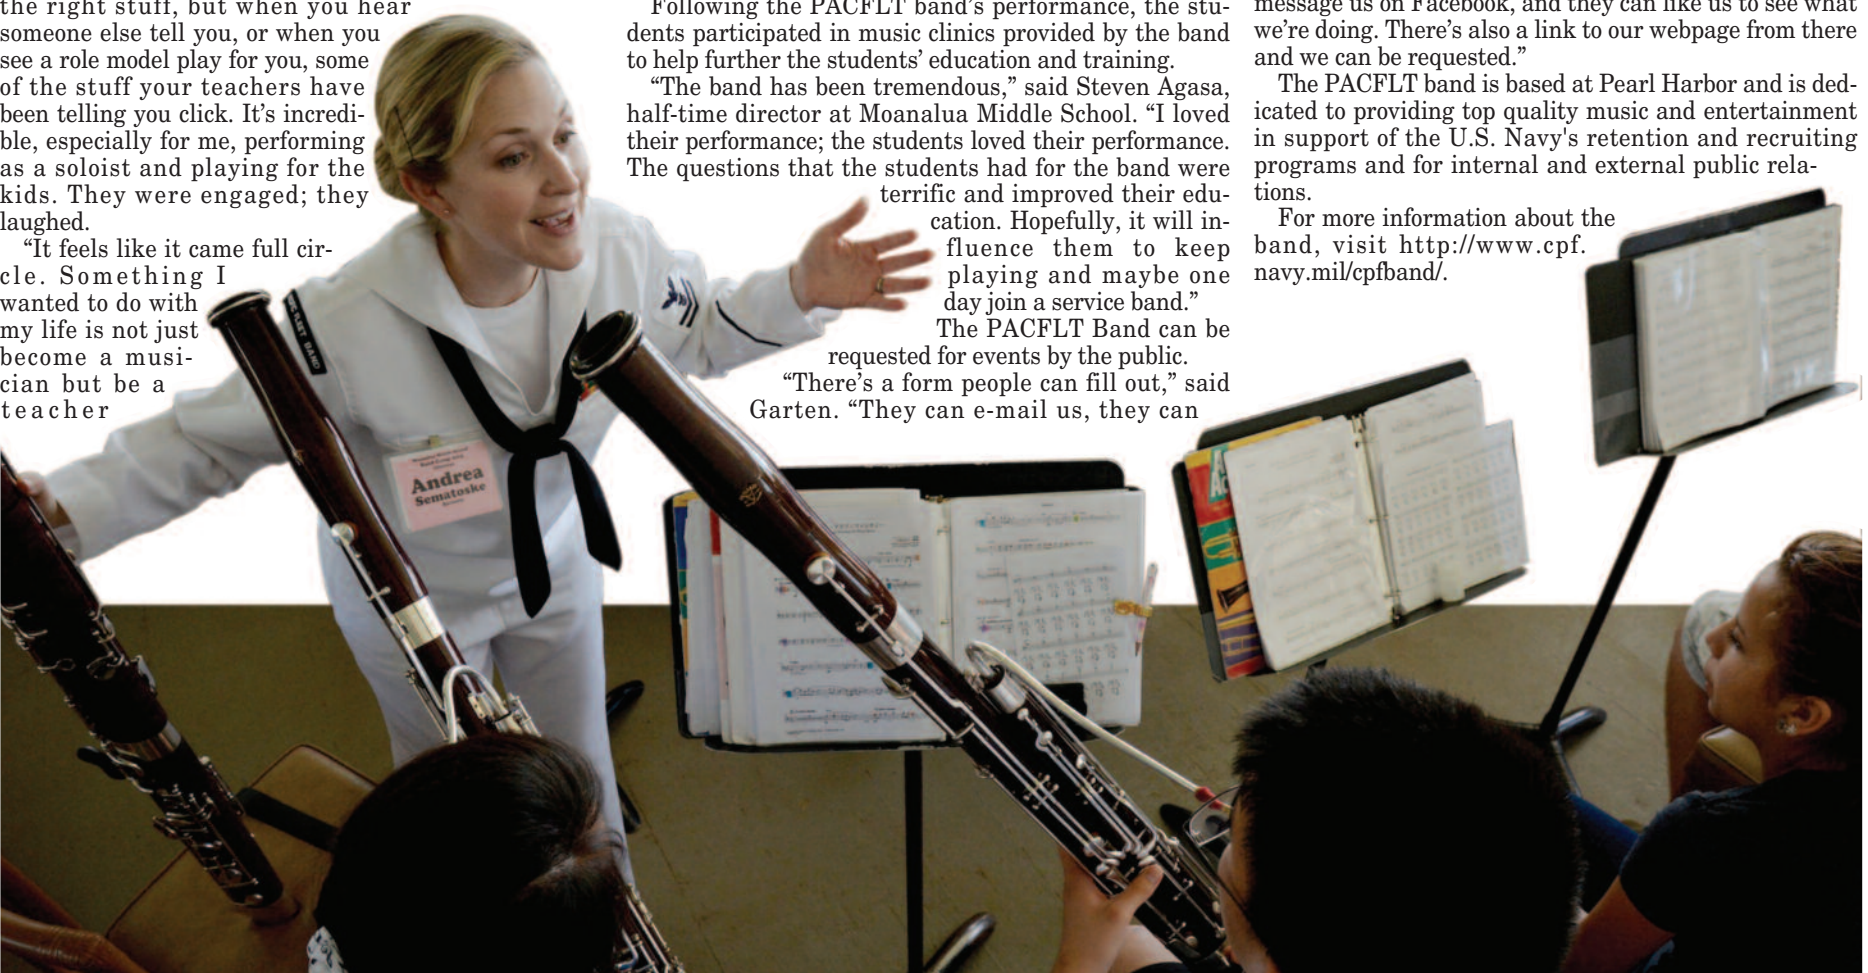 the right stuff, but when you hear
someone else tell you, or when you
see a role model play for you, some
of the stuff your teachers have
been telling you click. It’s incredi-
ble, especially for me, performing
as a soloist and playing for the
kids. They were engaged; they
laughed.
“It feels like it came full cir-
cle. Something I
wanted to do with
my life is not just
become a musi-
cian but be a
teacher
Following the PACFLT band’s performance, the stu-
dents participated in music clinics provided by the band
to help further the students’ education and training.
“The band has been tremendous,” said Steven Agasa,
half-time director at Moanalua Middle School. “I loved
their performance; the students loved their performance.
The questions that the students had for the band were
terrific and improved their edu-
cation. Hopefully, it will in-
fluence them to keep
playing and maybe one
day join a service band.”
The PACFLT Band can be
requested for events by the public.
“There’s a form people can fill out,” said
Garten. “They can e-mail us, they can
message us on Facebook, and they can like us to see what
we’re doing. There’s also a link to our webpage from there
and we can be requested.”
The PACFLT band is based at Pearl Harbor and is ded-
icated to providing top quality music and entertainment
in support of the U.S. Navy's retention and recruiting
programs and for internal and external public rela-
tions.
For more information about the
band, visit http://www.cpf.
navy.mil/cpfband/.
FLEET BAND
Andrea
Sematoske